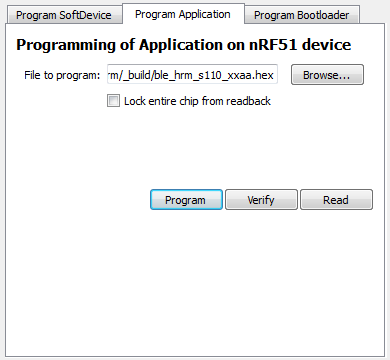 Program SoftDevice Program Application Program Bootloader
Programming of Application on nRF51 device
File to program: rm/_build/ble_hrm_s110_xxaa.hex Browse...
Lock entire chip from readback
Program Verify Read